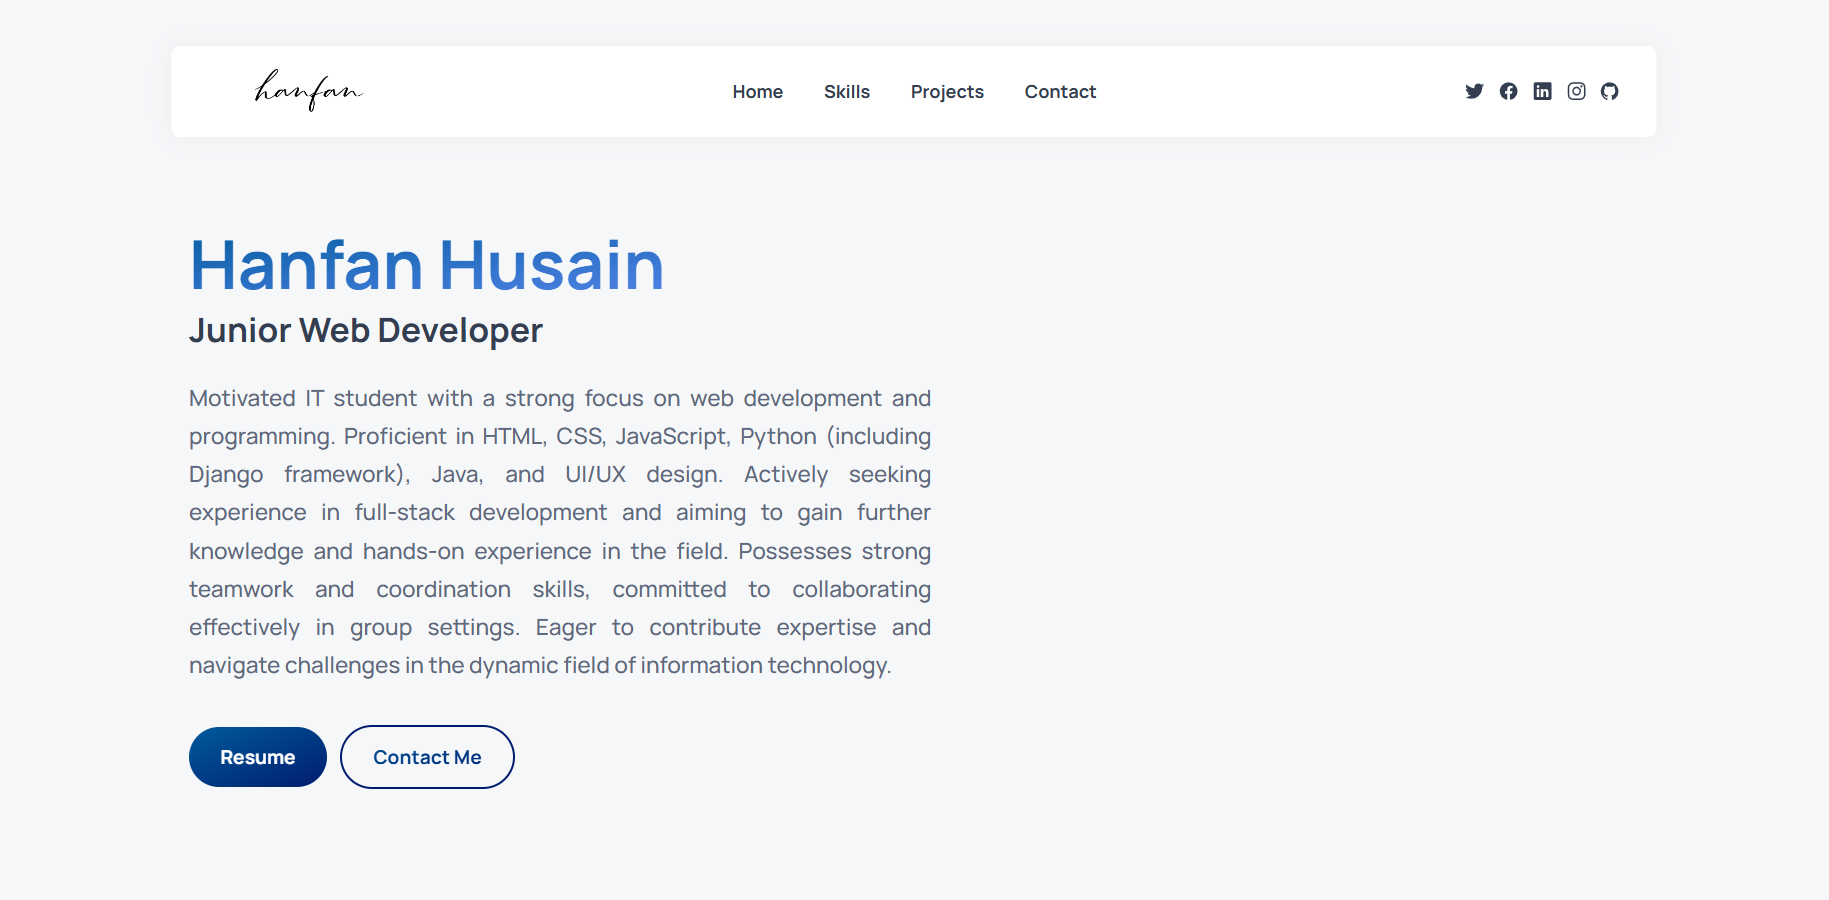 hanfan
Home Skills Projects Contact
Hanfan Husain
Junior Web Developer
Motivated IT student with a strong focus on web development and
programming. Proficient in HTML, CSS, JavaScript, Python (including
Django framework), Java, and UI/UX design. Actively seeking
experience in full-stack development and aiming to gain further
knowledge and hands-on experience in the field. Possesses strong
teamwork and coordination skills, committed to collaborating
effectively in group settings. Eager to contribute expertise and
navigate challenges in the dynamic field of information technology.
Resume Contact Me